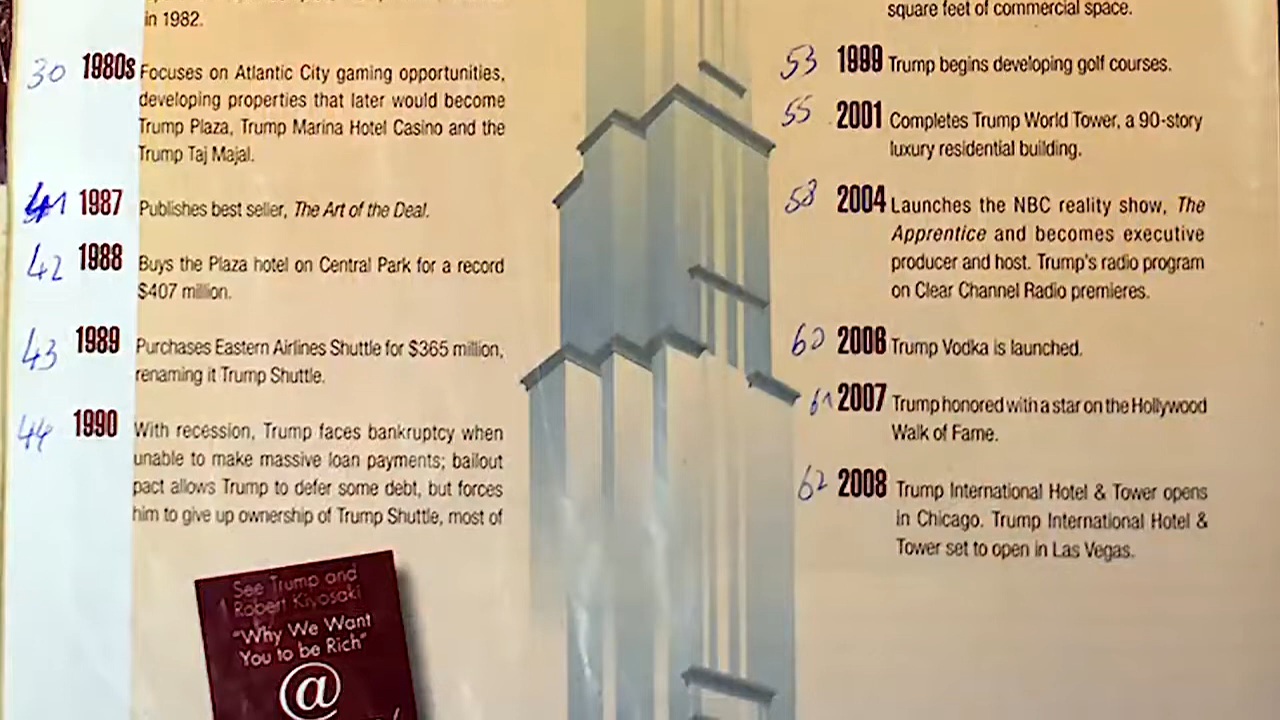 in 1982.
30 1980s Focuses on Atlantic City gaming opportunities,
developing properties that later would become
Trump Plaza, Trump Marina Hotel Casino and the
Trump Taj Majal.
41 1987 Publishes best seller, The Art of the Deal.
42 1988 Buys the Plaza hotel on Central Park for a record
$407 million.
43 1989 Purchases Eastern Airlines Shuttle for $365 million,
renaming it Trump Shuttle.
44 1990 With recession, Trump faces bankruptcy when
unable to make massive loan payments; bailout
pact allows Trump to defer some debt, but forces
him to give up ownership of Trump Shuttle, most of
See Trump and
Robert Kiyosaki
"Why We Want
You to be Rich"
@
square feet of commercial space.
53 1999 Trump begins developing golf courses.
55 2001 Completes Trump World Tower, a 90-story
luxury residential building.
58 2004 Launches the NBC reality show, The
Apprentice and becomes executive
producer and host. Trump's radio program
on Clear Channel Radio premieres.
60 2006 Trump Vodka is launched.
61 2007 Trump honored with a star on the Hollywood
Walk of Fame.
62 2008 Trump International Hotel & Tower opens
in Chicago. Trump International Hotel &
Tower set to open in Las Vegas.